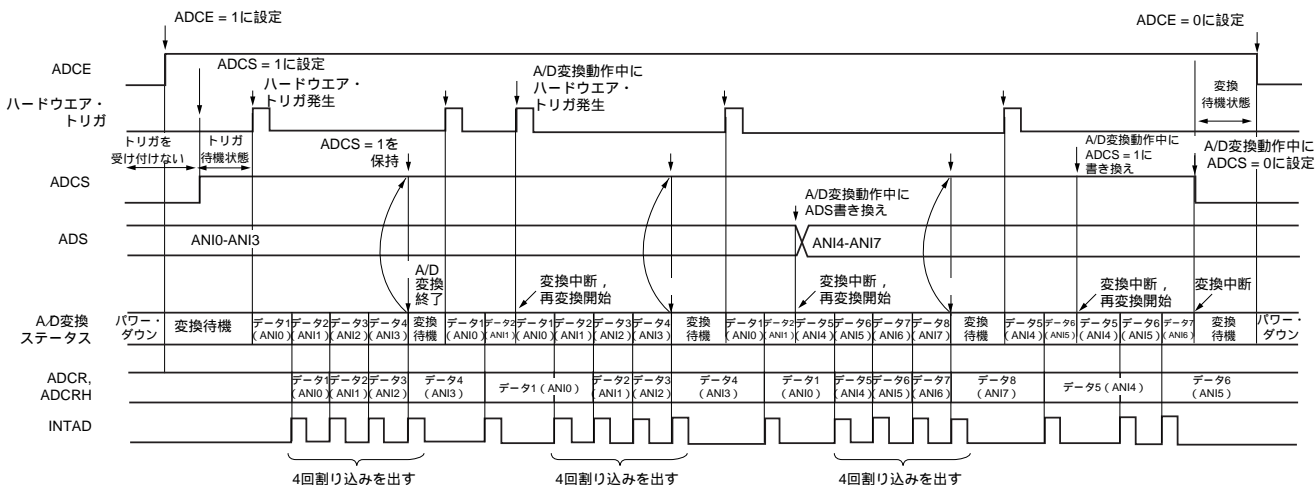 ADCE = 1に設定
ADCE = 0に設定
ADCE
ADCS = 1に設定
ハードウエア・
トリガ発生
A/D変換動作中に
ハードウエア・
トリガ発生
変換
待機状態
ハードウエア・
トリガ
トリガを
受け付けない
トリガ
待機状態
ADCS = 1を
保持
A/D変換動作中に
ADCS = 1に
書き換え
A/D変換動作中に
ADCS = 0に設定
ADCS
A/D変換動作中に
ADS書き換え
ADS
ANI0-ANI3
ANI4-ANI7
A/D
変換
終了
変換中断，
再変換開始
変換中断，
再変換開始
変換中断，
再変換開始
変換中断
A/D変換
ステータス
パワー・
ダウン
変換待機
データ1
（ANI0）
データ2
（ANI1）
データ3
（ANI2）
データ4
（ANI3）
変換
待機
データ1
（ANI0）
データ2
（ANI1）
データ1
（ANI0）
データ2
（ANI1）
データ3
（ANI2）
データ4
（ANI3）
変換
待機
データ1
（ANI0）
データ2
（ANI1）
データ5
（ANI4）
データ6
（ANI5）
データ7
（ANI6）
データ8
（ANI7）
変換
待機
データ5
（ANI4）
データ6
（ANI5）
データ5
（ANI4）
データ6
（ANI5）
データ7
（ANI6）
変換
待機
パワー・
ダウン
ADCR,
ADCRH
データ1
（ANI0）
データ2
（ANI1）
データ3
（ANI2）
データ4
（ANI3）
データ1（ANI0）
データ2
（ANI1）
データ3
（ANI2）
データ4
（ANI3）
データ1
（ANI0）
データ5
（ANI4）
データ6
（ANI5）
データ7
（ANI6）
データ8
（ANI7）
データ5（ANI4）
データ6
（ANI5）
INTAD
4回割り込みを出す
4回割り込みを出す
4回割り込みを出す